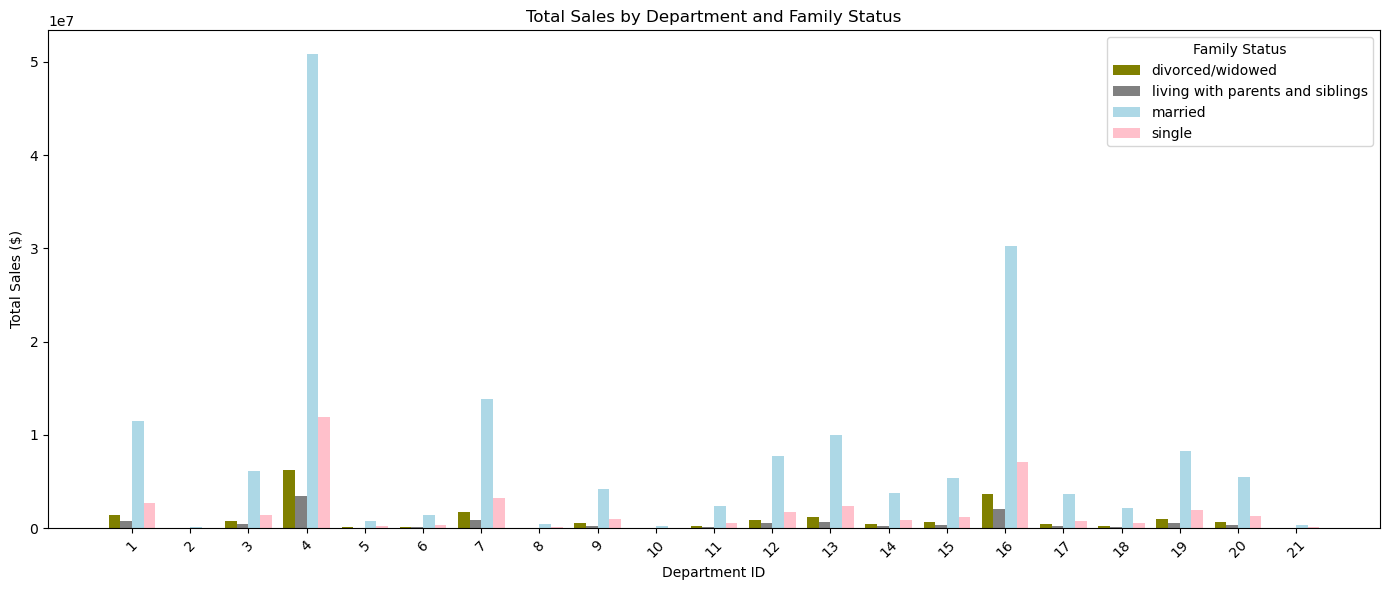 Total Sales by Department and Family Status
1e7
Total Sales ($)
5
4
3
2
1
0
Family Status
divorced/widowed
living with parents and siblings
married
single
1 2 3 4 5 6 7 8 9 10 11 12 13 14 15 16 17 18 19 20 21
Department ID